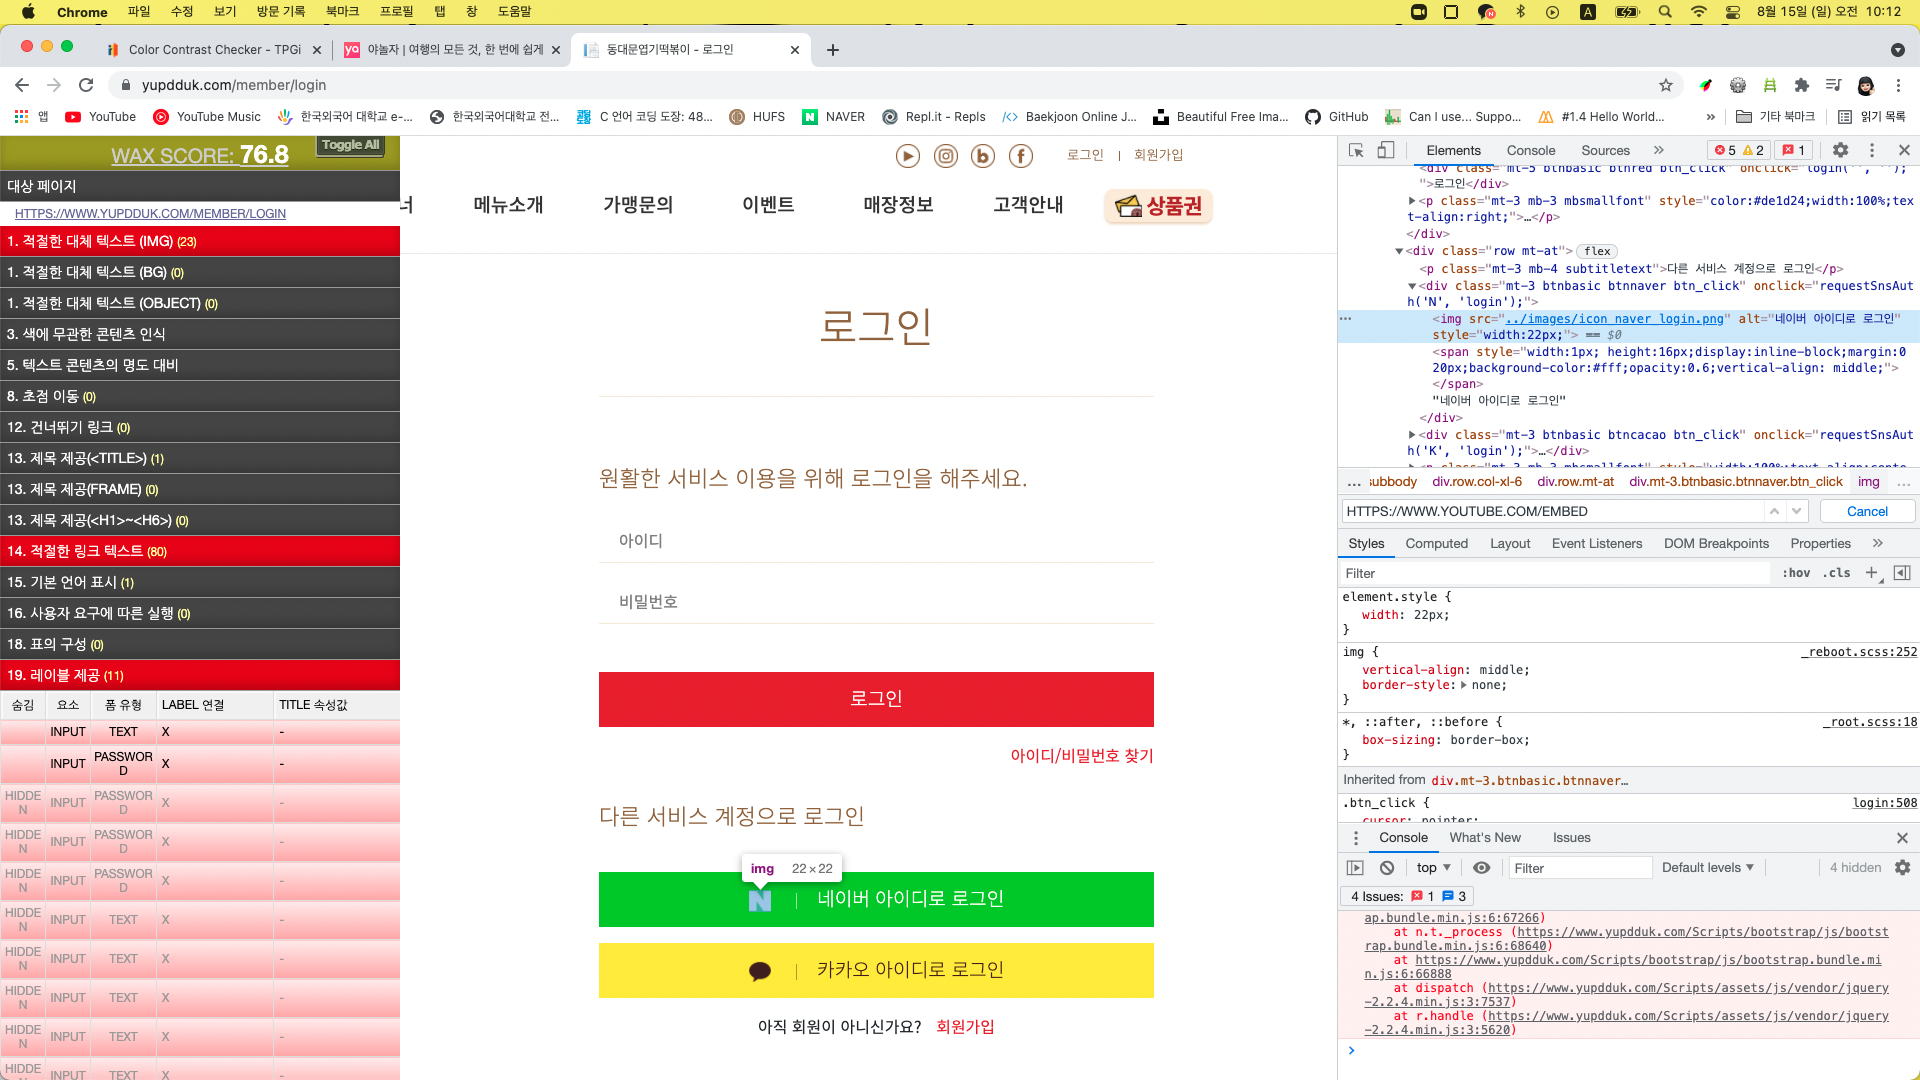 Chrome 파일 수정 보기 방문 기록 북마크 프로필 탭 창 도움말 A 8월 15일 (일) 오전 10:12
Color Contrast Checker - TPGi
ya 야놀자 | 여행의 모든 것, 한 번에 쉽게
동대문엽기떡볶이 - 로그인
yupdduk.com/member/login
앱 YouTube YouTube Music 한국외국어 대학교 e-... 한국외국어대학교 전... C 언어 코딩 도장: 48... HUFS NAVER Repl.it - Repls Baekjoon Online J... Beautiful Free Ima... GitHub Can I use... Suppo... #1.4 Hello World... » 기타 북마크 읽기 목록
WAX SCORE: 76.8 Toggle All
대상 페이지
HTTPS://WWW.YUPDDUK.COM/MEMBER/LOGIN
1. 적절한 대체 텍스트 (IMG) (23)
1. 적절한 대체 텍스트 (BG) (0)
1. 적절한 대체 텍스트 (OBJECT) (0)
3. 색에 무관한 콘텐츠 인식
5. 텍스트 콘텐츠의 명도 대비
8. 초점 이동 (0)
12. 건너뛰기 링크 (0)
13. 제목 제공(<TITLE>) (1)
13. 제목 제공(FRAME) (0)
13. 제목 제공(<H1>~<H6>) (0)
14. 적절한 링크 텍스트 (80)
15. 기본 언어 표시 (1)
16. 사용자 요구에 따른 실행 (0)
18. 표의 구성 (0)
19. 레이블 제공 (11)
숨김 요소 폼 유형 LABEL 연결 TITLE 속성값
INPUT TEXT X -
INPUT PASSWORD X -
HIDDEN INPUT PASSWORD X -
HIDDEN INPUT PASSWORD X -
HIDDEN INPUT PASSWORD X -
HIDDEN INPUT TEXT X -
HIDDEN INPUT TEXT X -
HIDDEN INPUT TEXT X -
HIDDEN INPUT TEXT X -
HIDDE INPUT TEXT X -
로그인 | 회원가입
너 메뉴소개 가맹문의 이벤트 매장정보 고객안내 상품권
로그인
원활한 서비스 이용을 위해 로그인을 해주세요.
아이디
비밀번호
로그인
아이디/비밀번호 찾기
다른 서비스 계정으로 로그인
img 22×22
N | 네이버 아이디로 로그인
| 카카오 아이디로 로그인
아직 회원이 아니신가요? 회원가입
Elements Console Sources » 5 2 1
<div class="mt-5 btnbasic btnred btn_click" onclick="login('', '');
">로그인</div>
<p class="mt-3 mb-3 mbsmallfont" style="color:#de1d24;width:100%;tex
t-align:right;">…</p>
</div>
<div class="row mt-at"> flex
<p class="mt-3 mb-4 subtitletext">다른 서비스 계정으로 로그인</p>
<div class="mt-3 btnbasic btnnaver btn_click" onclick="requestSnsAut
h('N', 'login');">
<img src="../images/icon_naver_login.png" alt="네이버 아이디로 로그인"
style="width:22px;"> == $0
<span style="width:1px; height:16px;display:inline-block;margin:0
20px;background-color:#fff;opacity:0.6;vertical-align: middle;">
</span>
"네이버 아이디로 로그인"
</div>
<div class="mt-3 btnbasic btncacao btn_click" onclick="requestSnsAut
h('K', 'login');">…</div>
<p class="mt-3 mb-3 mbsmallfont" style="width:100%;text-align:cente
... subbody div.row.col-xl-6 div.row.mt-at div.mt-3.btnbasic.btnnaver.btn_click img ...
HTTPS://WWW.YOUTUBE.COM/EMBED Cancel
Styles Computed Layout Event Listeners DOM Breakpoints Properties »
Filter :hov .cls +
element.style {
width: 22px;
}
img { _reboot.scss:252
vertical-align: middle;
border-style: none;
}
*, ::after, ::before { _root.scss:18
box-sizing: border-box;
}
Inherited from div.mt-3.btnbasic.btnnaver…
.btn_click { login:508
cursor: pointer;
Console What's New Issues
top Filter Default levels 4 hidden
4 Issues: 1 3
ap.bundle.min.js:6:67266)
at n.t._process (https://www.yupdduk.com/Scripts/bootstrap/js/bootst
rap.bundle.min.js:6:68640)
at https://www.yupdduk.com/Scripts/bootstrap/js/bootstrap.bundle.mi
n.js:6:66888
at dispatch (https://www.yupdduk.com/Scripts/assets/js/vendor/jquery
-2.2.4.min.js:3:7537)
at r.handle (https://www.yupdduk.com/Scripts/assets/js/vendor/jquery
-2.2.4.min.js:3:5620)